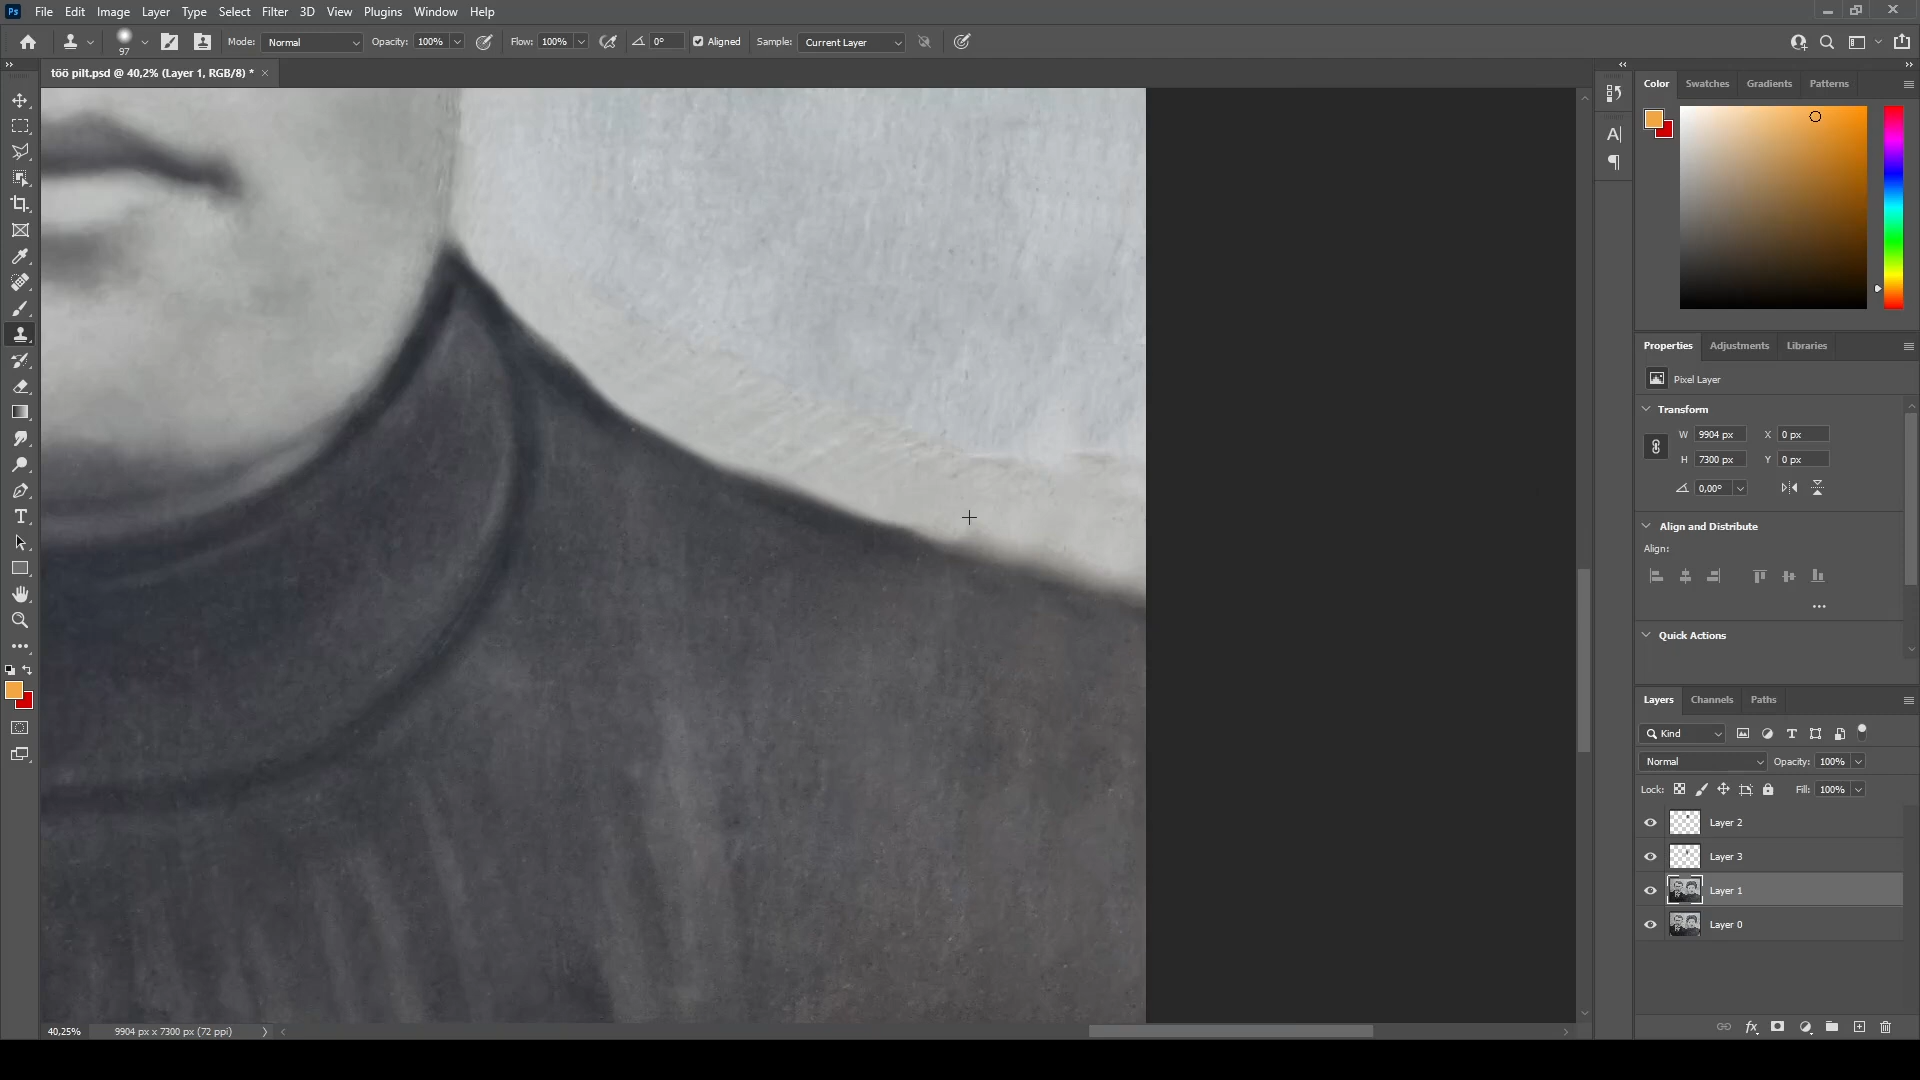 Ps File Edit Image Layer Type Select Filter 3D View Plugins Window Help
97 Mode: Normal Opacity: 100% Flow: 100% 0° Aligned Sample: Current Layer
töö pilt.psd @ 40,2% (Layer 1, RGB/8) * ×
Color Swatches Gradients Patterns
Properties Adjustments Libraries
Pixel Layer
Transform
W 9904 px X 0 px
H 7300 px Y 0 px
0,00°
Align and Distribute
Align:
Quick Actions
Layers Channels Paths
Kind
Normal Opacity: 100%
Lock: Fill: 100%
Layer 2
Layer 3
Layer 1
Layer 0
fx
40,25% 9904 px x 7300 px (72 ppi)